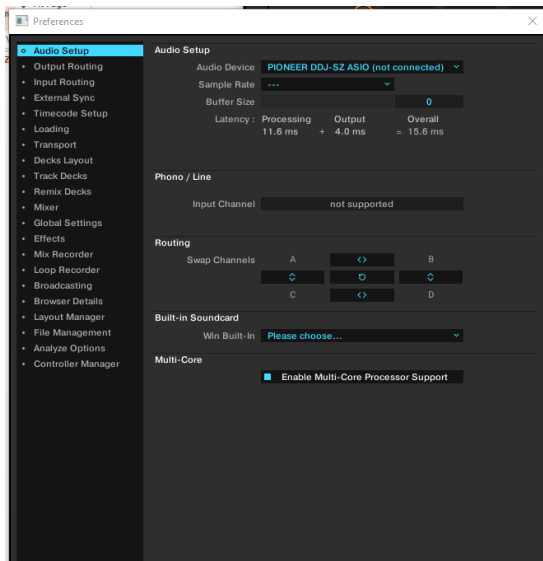 Preferences
Audio Setup
Output Routing
Input Routing
External Sync
Timecode Setup
Loading
Transport
Decks Layout
Track Decks
Remix Decks
Mixer
Global Settings
Effects
Mix Recorder
Loop Recorder
Broadcasting
Browser Details
Layout Manager
File Management
Analyze Options
Controller Manager
Audio Setup
Audio Device PIONEER DDJ-SZ ASIO (not connected)
Sample Rate ---
Buffer Size 0
Latency : Processing Output Overall
11.6 ms + 4.0 ms = 15.6 ms
Phono / Line
Input Channel not supported
Routing
Swap Channels A <> B
C <> D
Built-in Soundcard
Win Built-In Please choose...
Multi-Core
Enable Multi-Core Processor Support